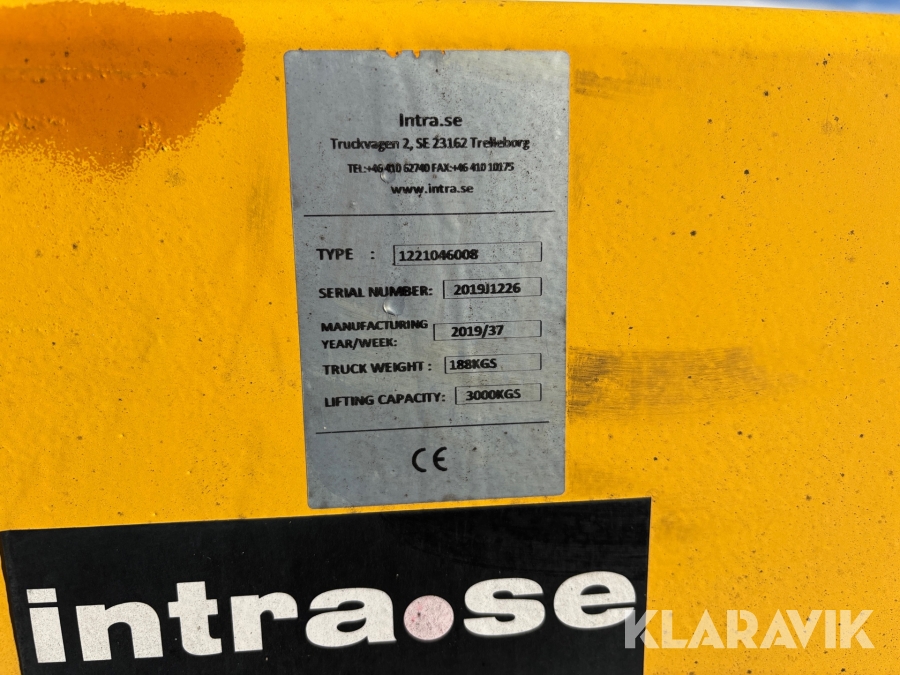 Intra.se
Truckvagen 2, SE 23162 Trelleborg
TEL:+46 410 62740 FAX:+46 410 10175
www.intra.se
TYPE : 1221046008
SERIAL NUMBER: 2019J1226
MANUFACTURING
YEAR/WEEK: 2019/37
TRUCK WEIGHT : 188KGS
LIFTING CAPACITY: 3000KGS
CE
intra.se
KLARAVIK